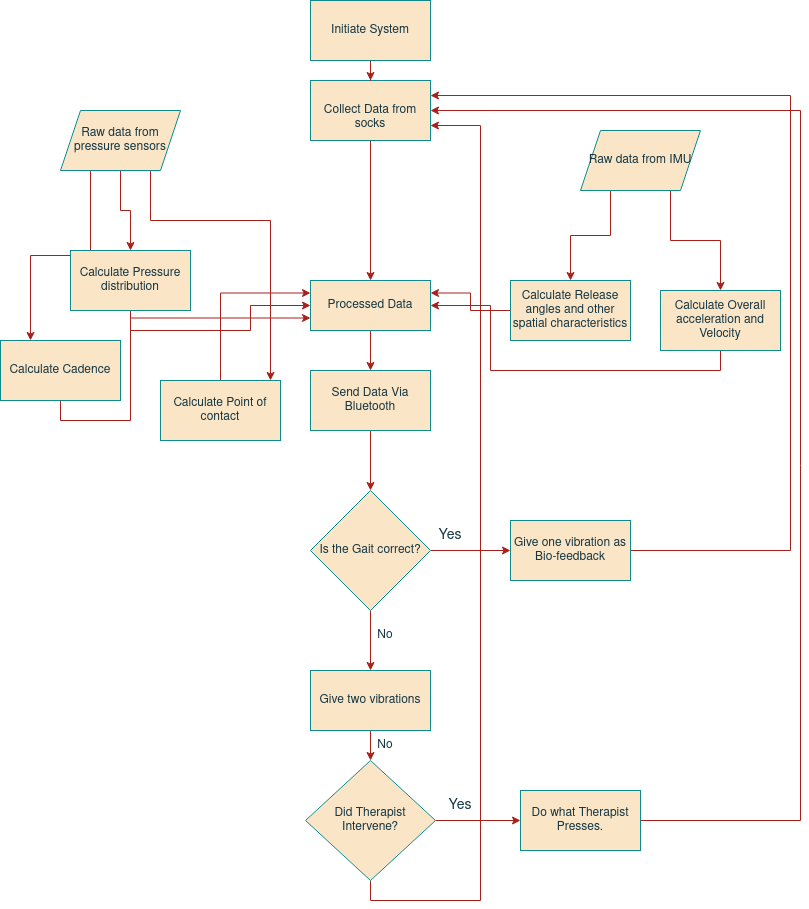 Initiate System
Collect Data from
socks
Raw data from
pressure sensors
Raw data from IMU
Calculate Pressure
distribution
Processed Data
Calculate Release
angles and other
spatial characteristics
Calculate Overall
acceleration and
Velocity
Calculate Cadence
Calculate Point of
contact
Send Data Via
Bluetooth
Is the Gait correct?
Yes
Give one vibration as
Bio-feedback
No
Give two vibrations
No
Did Therapist
Intervene?
Yes
Do what Therapist
Presses.